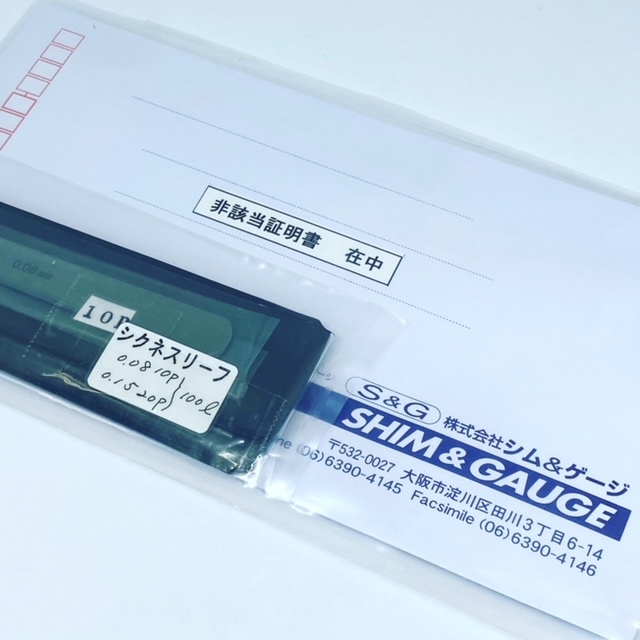 非該当証明書 在中
0.08 mm
10P
シクネスリーフ
0.08 10P
0.15 20P
100ℓ
S&G 株式会社シム&ゲージ
SHIM & GAUGE
〒532-0027 大阪市淀川区田川3丁目6-14
(06)6390-4145 Facsimile (06)6390-4146